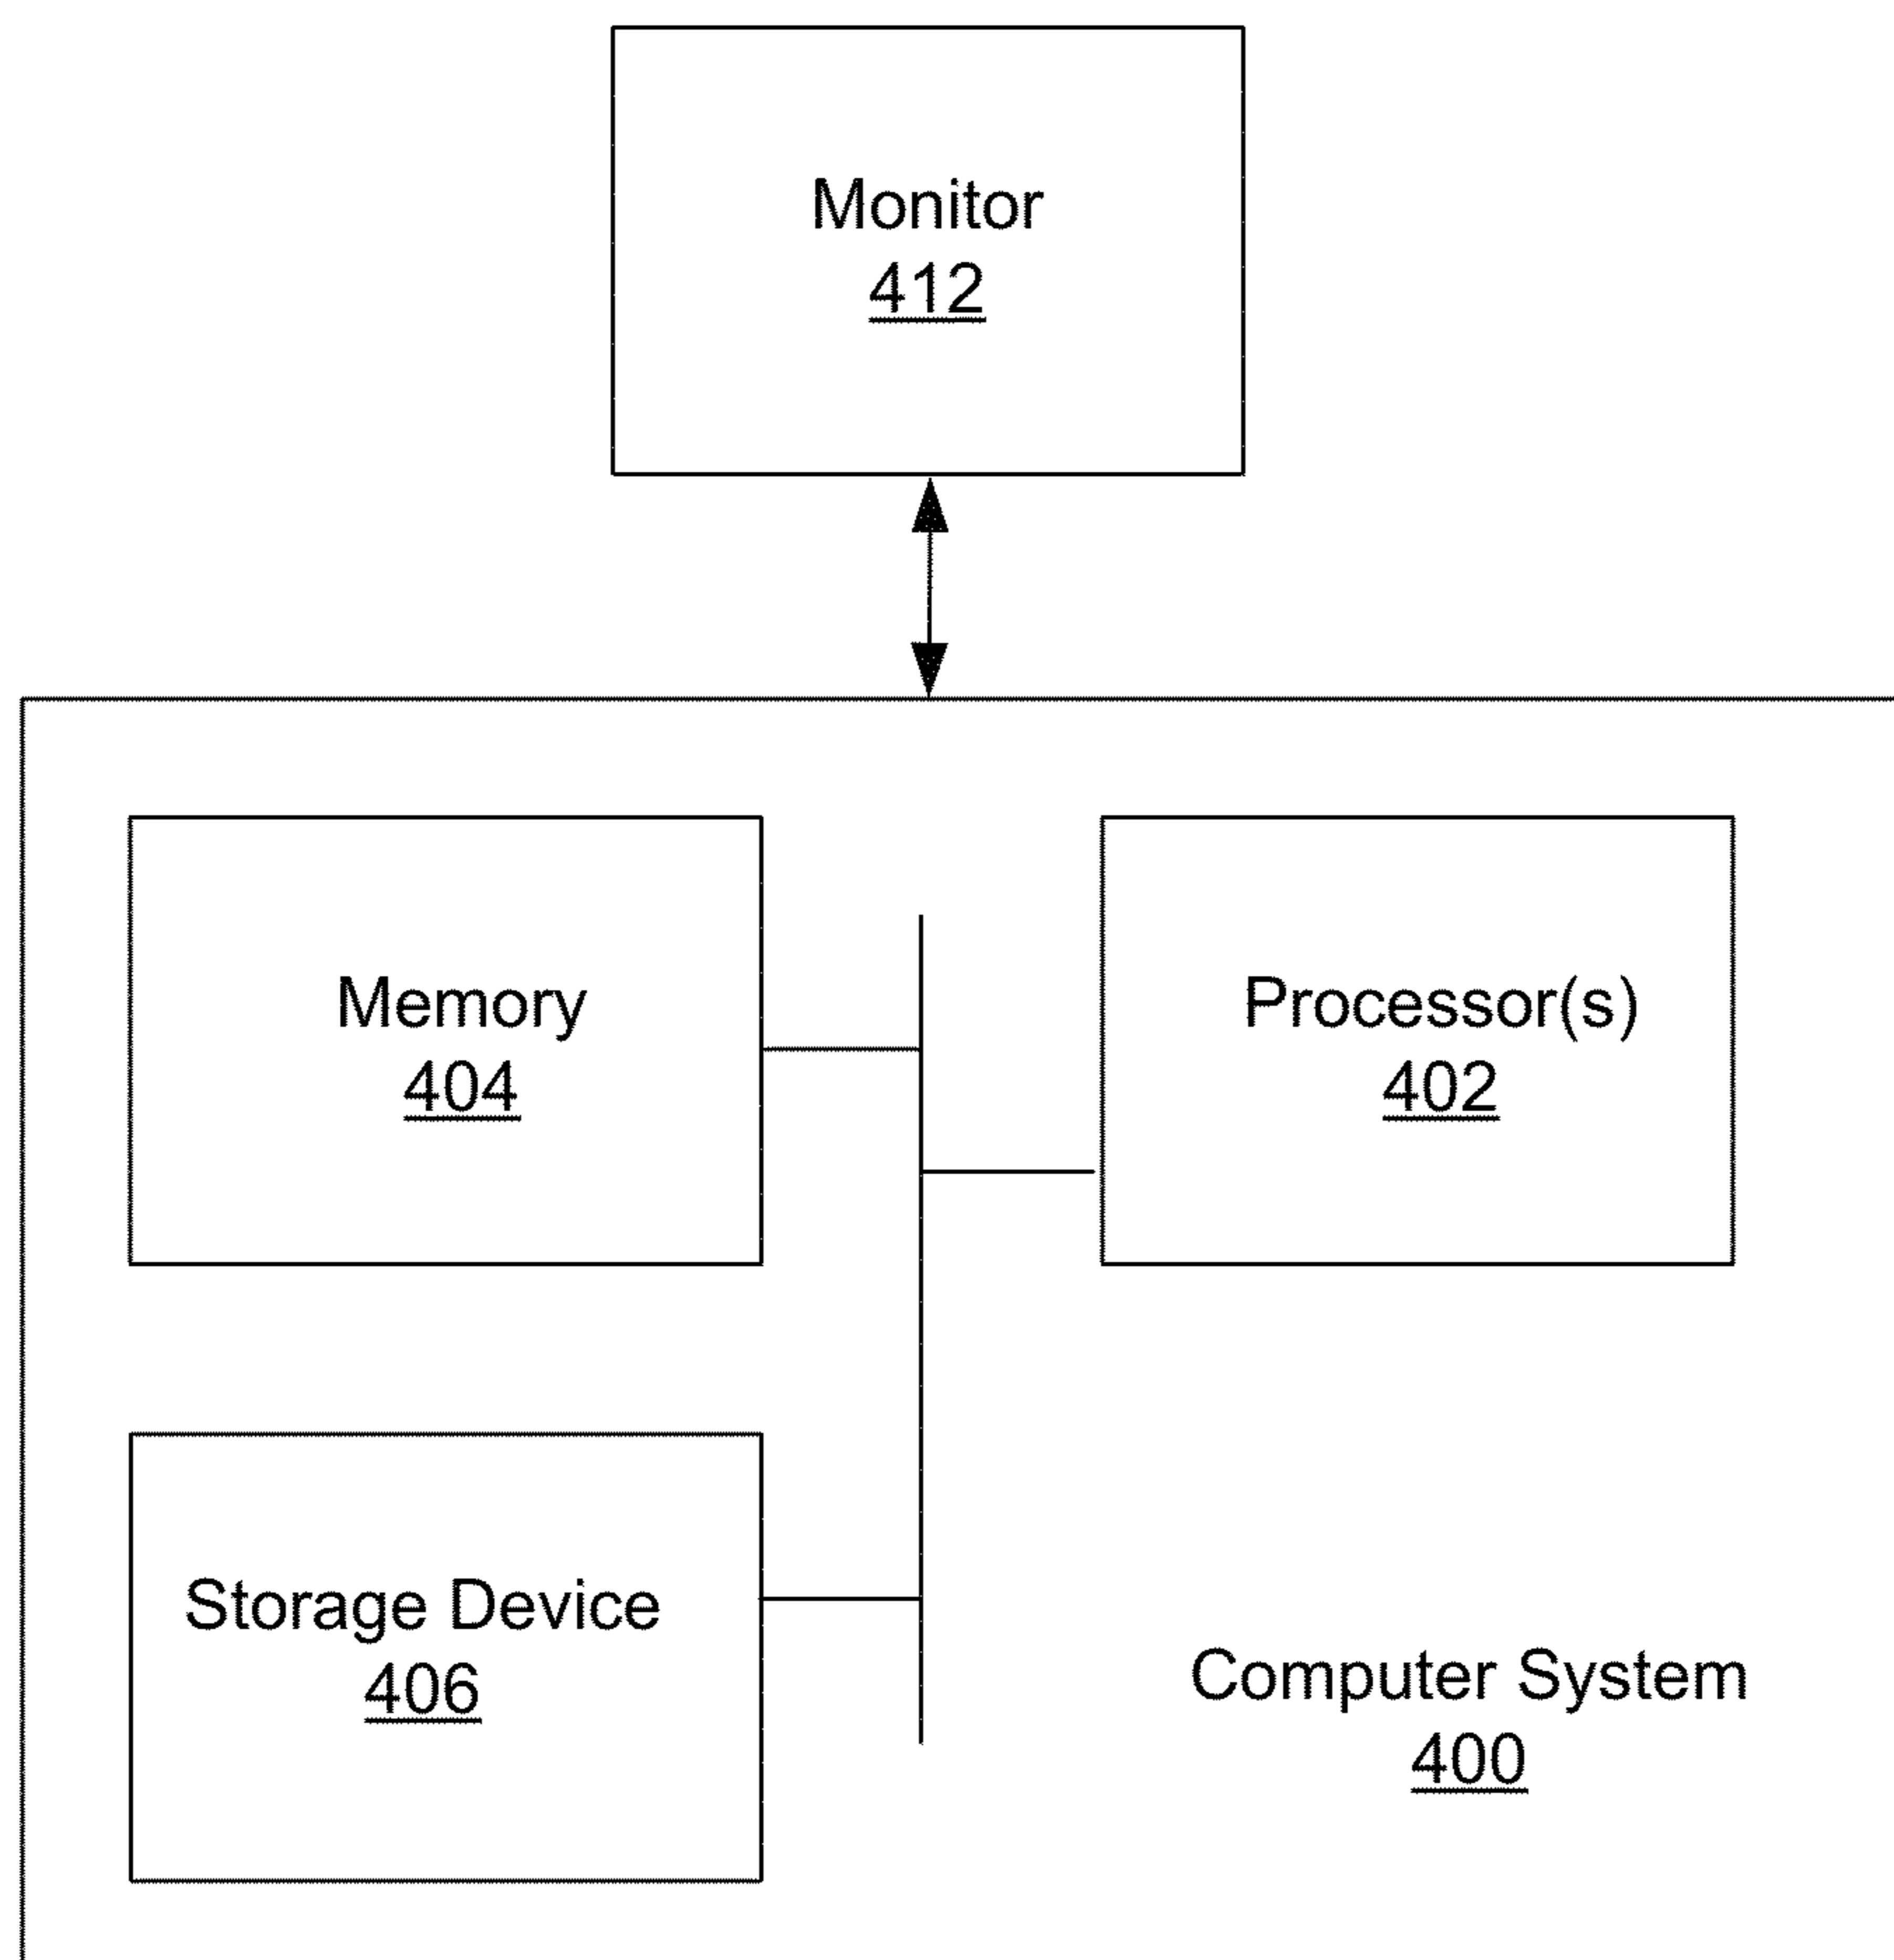 Monitor
412
Memory
404
Processor(s)
402
Storage Device
406
Computer System
400